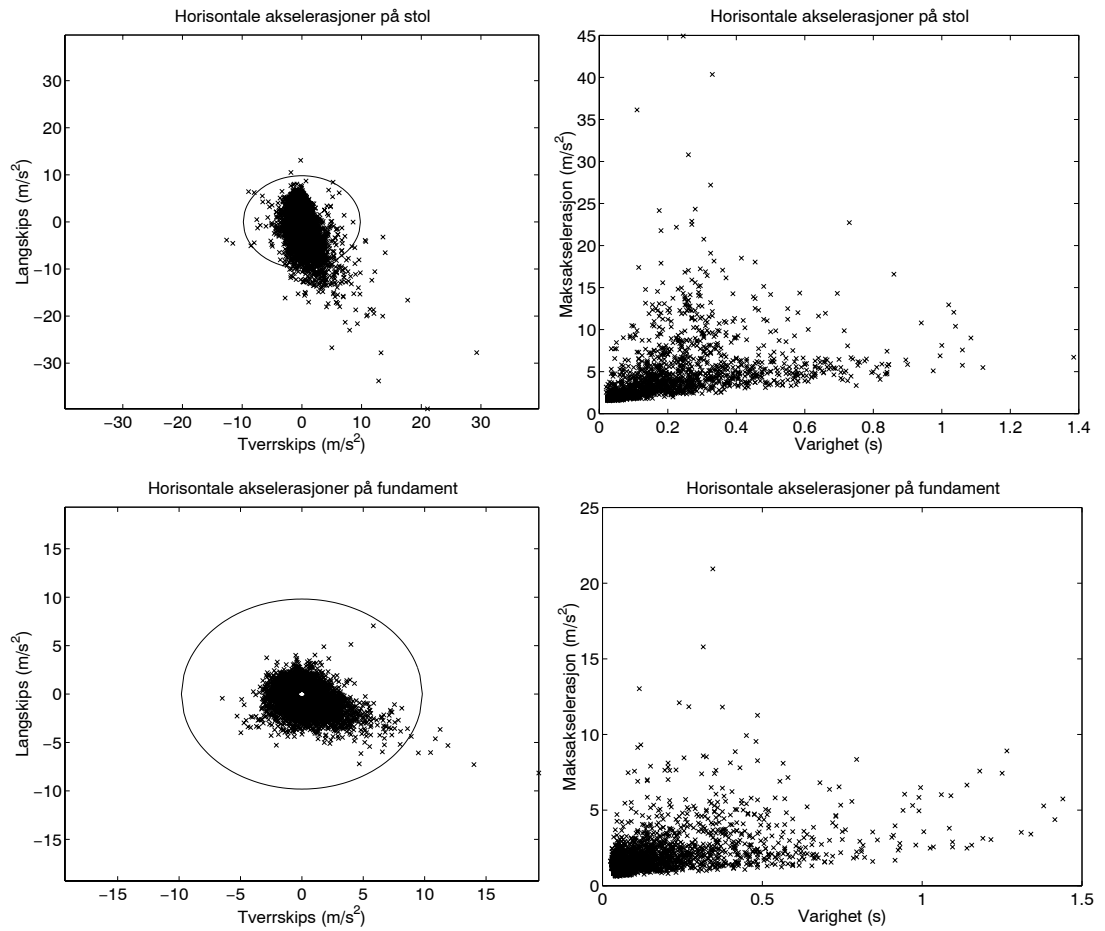 Horisontale akselerasjoner på stol
Langskips (m/s²)
30
20
10
0
−10
−20
−30
−30 −20 −10 0 10 20 30
Tverrskips (m/s²)
Horisontale akselerasjoner på stol
Maksakselerasjon (m/s²)
45
40
35
30
25
20
15
10
5
0
0 0.2 0.4 0.6 0.8 1 1.2 1.4
Varighet (s)
Horisontale akselerasjoner på fundament
Langskips (m/s²)
15
10
5
0
−5
−10
−15
−15 −10 −5 0 5 10 15
Tverrskips (m/s²)
Horisontale akselerasjoner på fundament
Maksakselerasjon (m/s²)
25
20
15
10
5
0
0 0.5 1 1.5
Varighet (s)